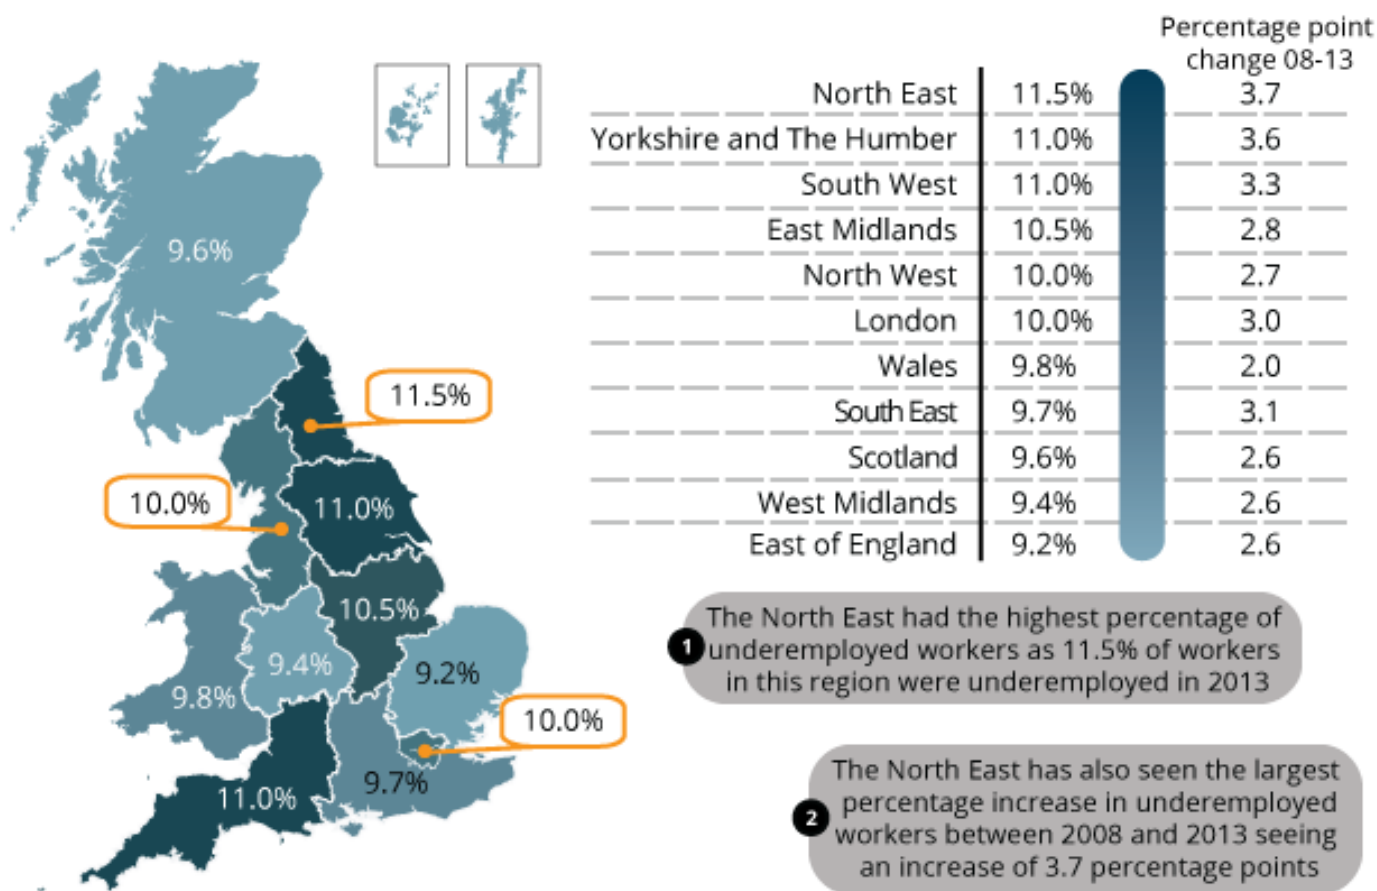 Percentage point
change 08-13
North East 11.5% 3.7
Yorkshire and The Humber 11.0% 3.6
South West 11.0% 3.3
East Midlands 10.5% 2.8
North West 10.0% 2.7
London 10.0% 3.0
Wales 9.8% 2.0
South East 9.7% 3.1
Scotland 9.6% 2.6
West Midlands 9.4% 2.6
East of England 9.2% 2.6
9.6%
11.5%
10.0%
11.0%
10.5%
9.4%
9.2%
9.8%
10.0%
9.7%
11.0%
1
The North East had the highest percentage of
underemployed workers as 11.5% of workers
in this region were underemployed in 2013
2
The North East has also seen the largest
percentage increase in underemployed
workers between 2008 and 2013 seeing
an increase of 3.7 percentage points